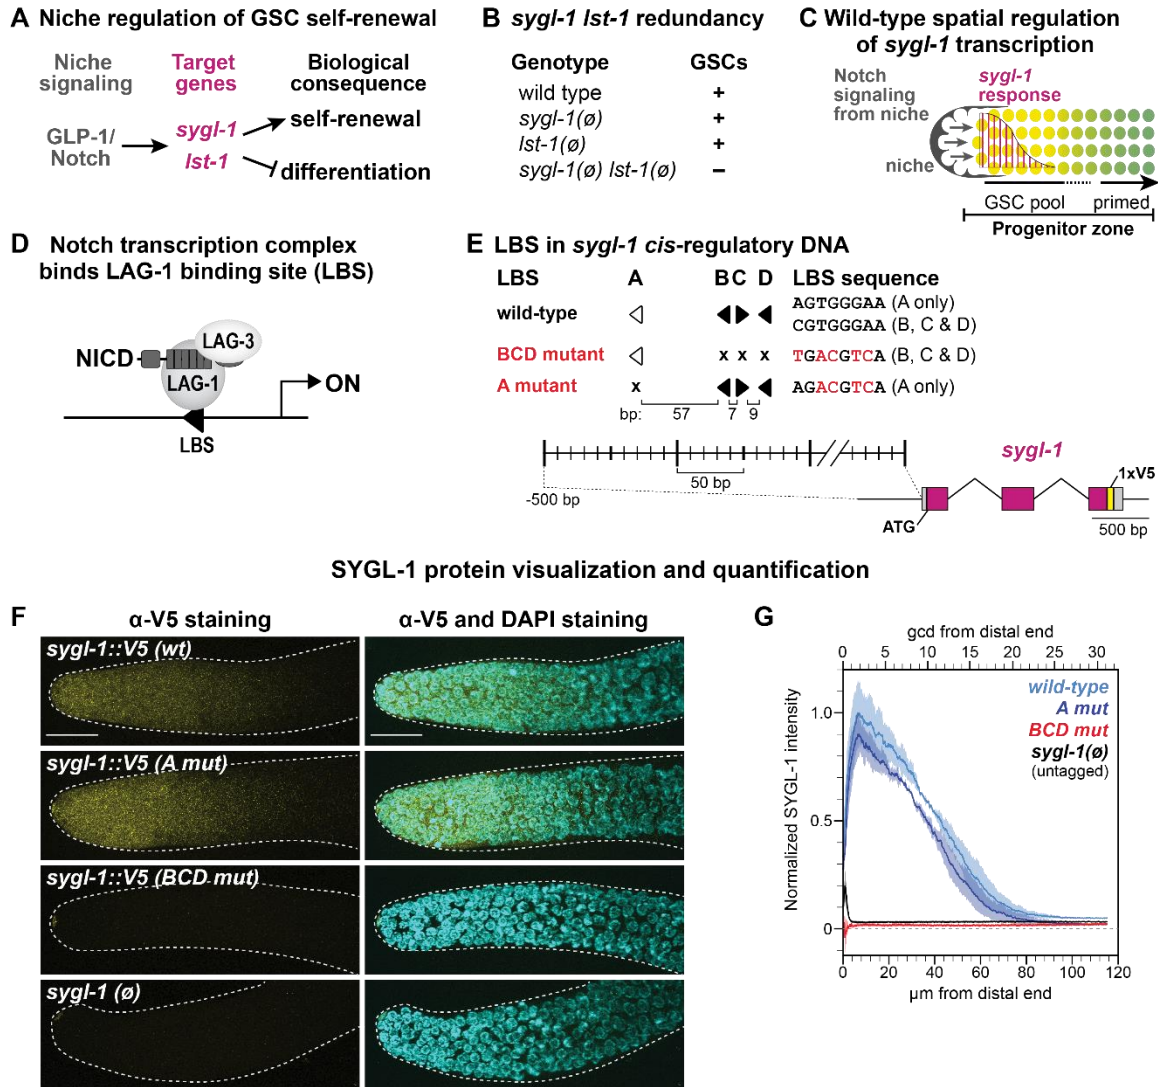 A Niche regulation of GSC self-renewal
Niche signaling
Target genes
Biological consequence
GLP-1/ Notch
sygl-1
lst-1
self-renewal
differentiation
B sygl-1 lst-1 redundancy
Genotype GSCs
wild type +
sygl-1(ø) +
lst-1(ø) +
sygl-1(ø) lst-1(ø) –
C Wild-type spatial regulation
of sygl-1 transcription
Notch
signaling
from niche
sygl-1
response
niche
GSC pool primed
Progenitor zone
D Notch transcription complex
binds LAG-1 binding site (LBS)
NICD
LAG-3
LAG-1
ON
LBS
E LBS in sygl-1 cis-regulatory DNA
LBS A B C D LBS sequence
wild-type
AGTGGGAA (A only)
CGTGGGAA (B, C & D)
BCD mutant x x x TGACGTCA (B, C & D)
A mutant x AGACGTCA (A only)
bp: 57 7 9
50 bp
-500 bp
sygl-1
1xV5
ATG
500 bp
SYGL-1 protein visualization and quantification
F α-V5 staining
α-V5 and DAPI staining
sygl-1::V5 (wt)
sygl-1::V5 (A mut)
sygl-1::V5 (BCD mut)
sygl-1 (ø)
G
gcd from distal end
0 5 10 15 20 25 30
Normalized SYGL-1 intensity
1.0
0.5
0
wild-type
A mut
BCD mut
sygl-1(ø)
(untagged)
0 20 40 60 80 100 120
µm from distal end